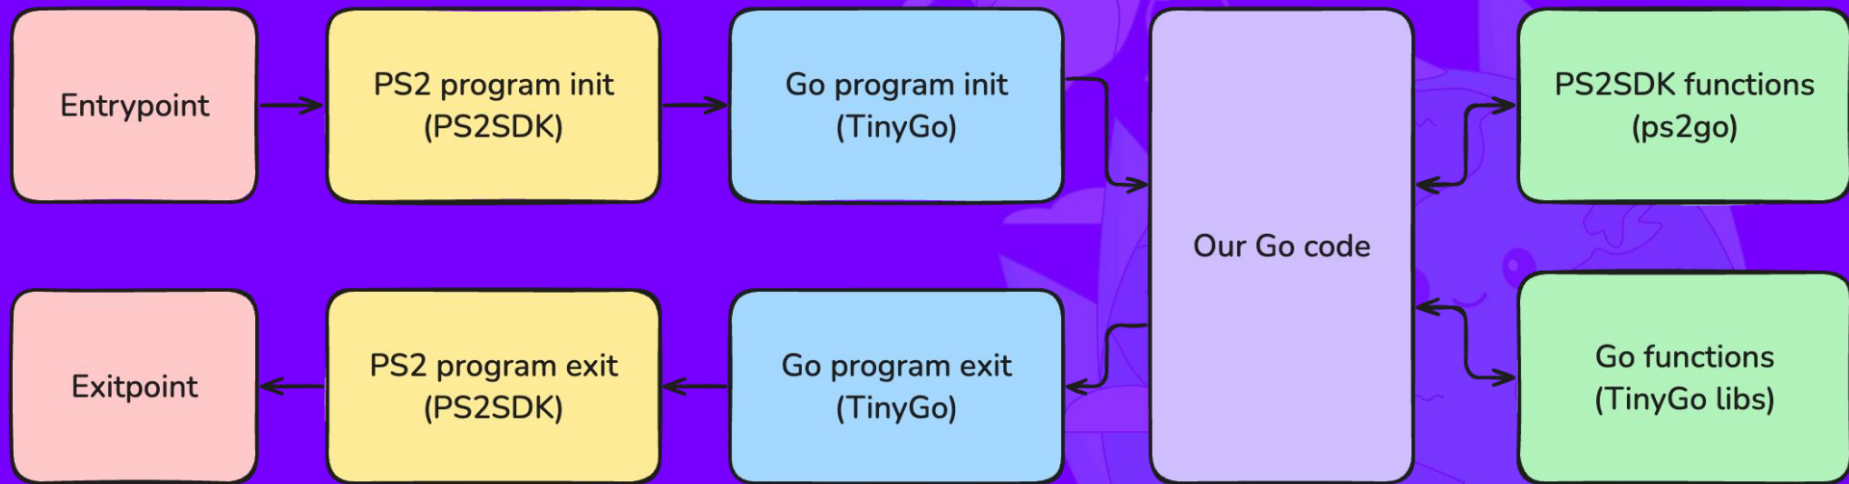 Entrypoint
PS2 program init
(PS2SDK)
Go program init
(TinyGo)
Our Go code
PS2SDK functions
(ps2go)
Exitpoint
PS2 program exit
(PS2SDK)
Go program exit
(TinyGo)
Go functions
(TinyGo libs)